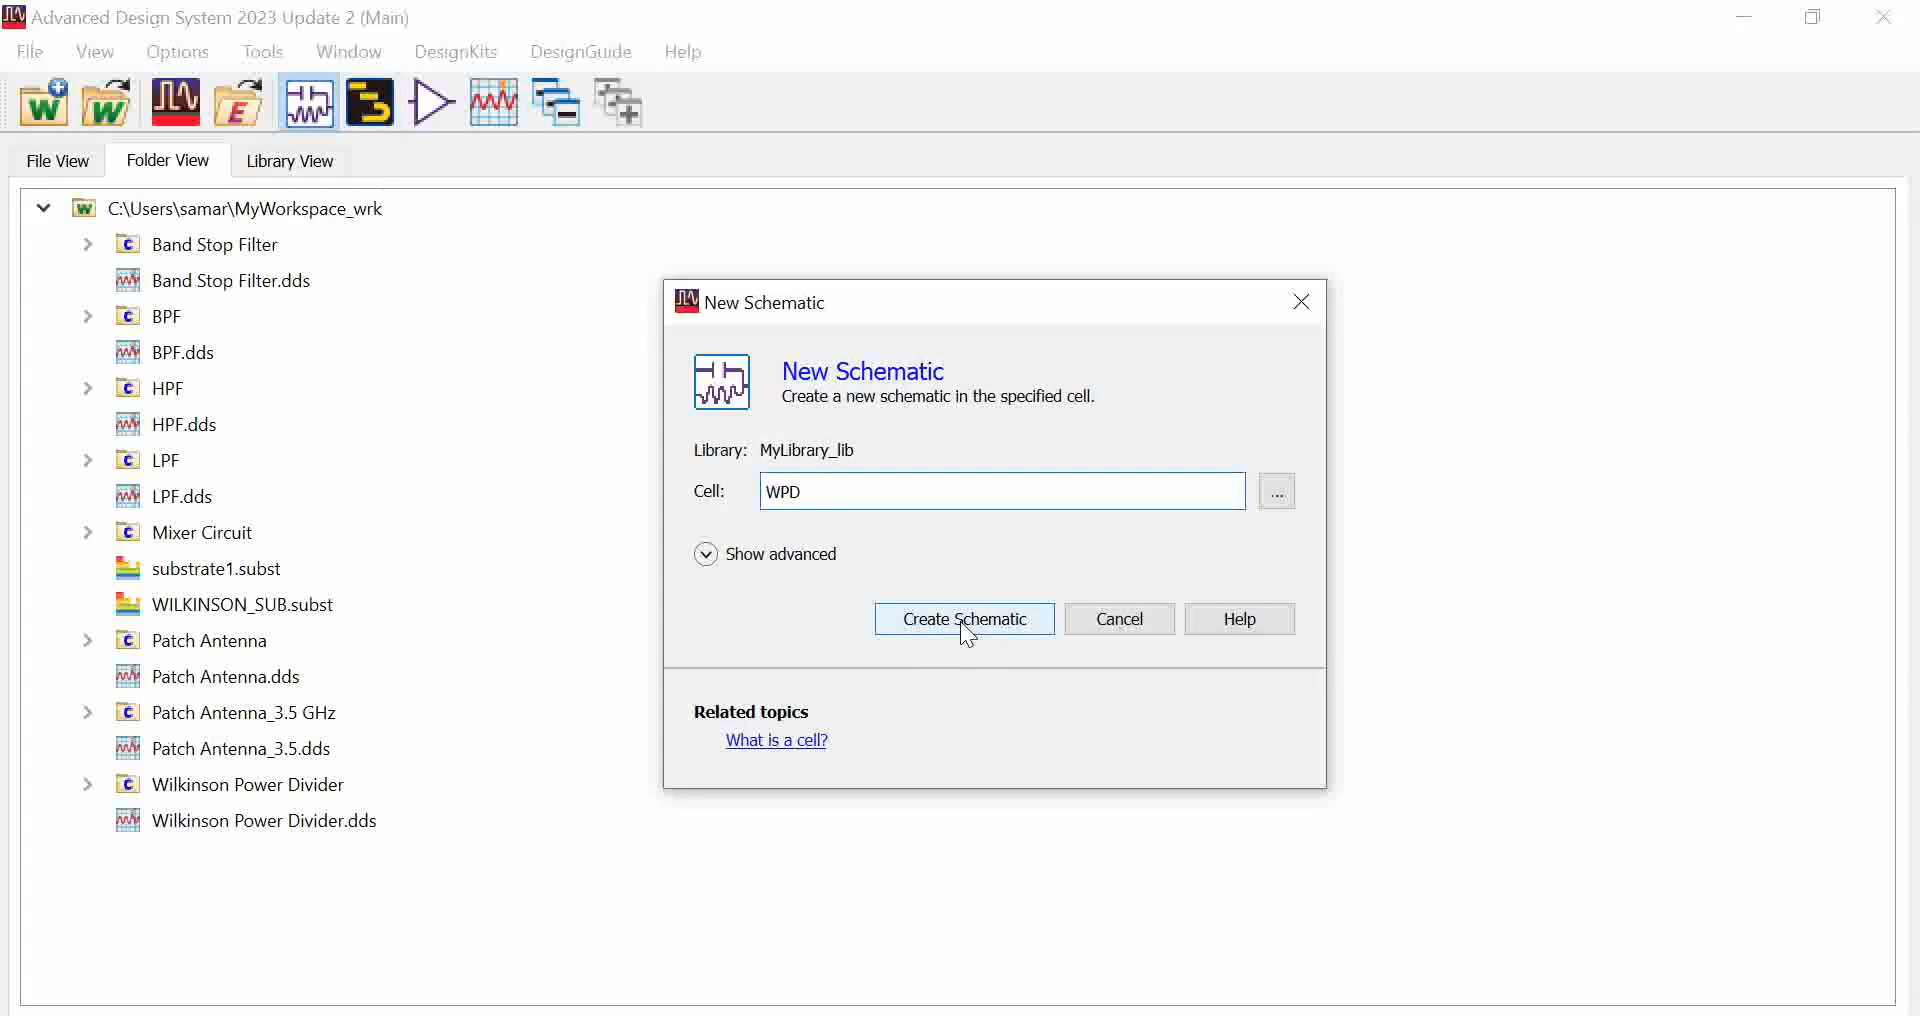 Advanced Design System 2023 Update 2 (Main)
File View Options Tools Window DesignKits DesignGuide Help
File View Folder View Library View
C:\Users\samar\MyWorkspace_wrk
Band Stop Filter
Band Stop Filter.dds
BPF
BPF.dds
HPF
HPF.dds
LPF
LPF.dds
Mixer Circuit
substrate1.subst
WILKINSON_SUB.subst
Patch Antenna
Patch Antenna.dds
Patch Antenna_3.5 GHz
Patch Antenna_3.5.dds
Wilkinson Power Divider
Wilkinson Power Divider.dds
New Schematic
New Schematic
Create a new schematic in the specified cell.
Library: MyLibrary_lib
Cell: WPD ...
Show advanced
Create Schematic Cancel Help
Related topics
What is a cell?